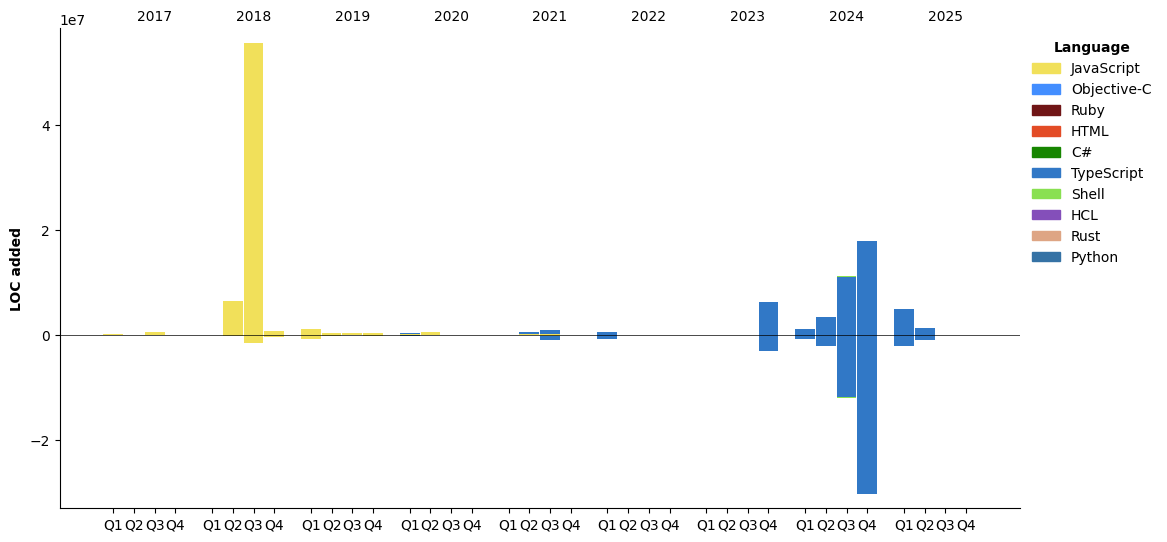 2017 2018 2019 2020 2021 2022 2023 2024 2025
1e7
Language
JavaScript
Objective-C
Ruby
HTML
C#
TypeScript
Shell
HCL
Rust
Python
LOC added
4
2
0
−2
Q1 Q2 Q3 Q4 Q1 Q2 Q3 Q4 Q1 Q2 Q3 Q4 Q1 Q2 Q3 Q4 Q1 Q2 Q3 Q4 Q1 Q2 Q3 Q4 Q1 Q2 Q3 Q4 Q1 Q2 Q3 Q4 Q1 Q2 Q3 Q4